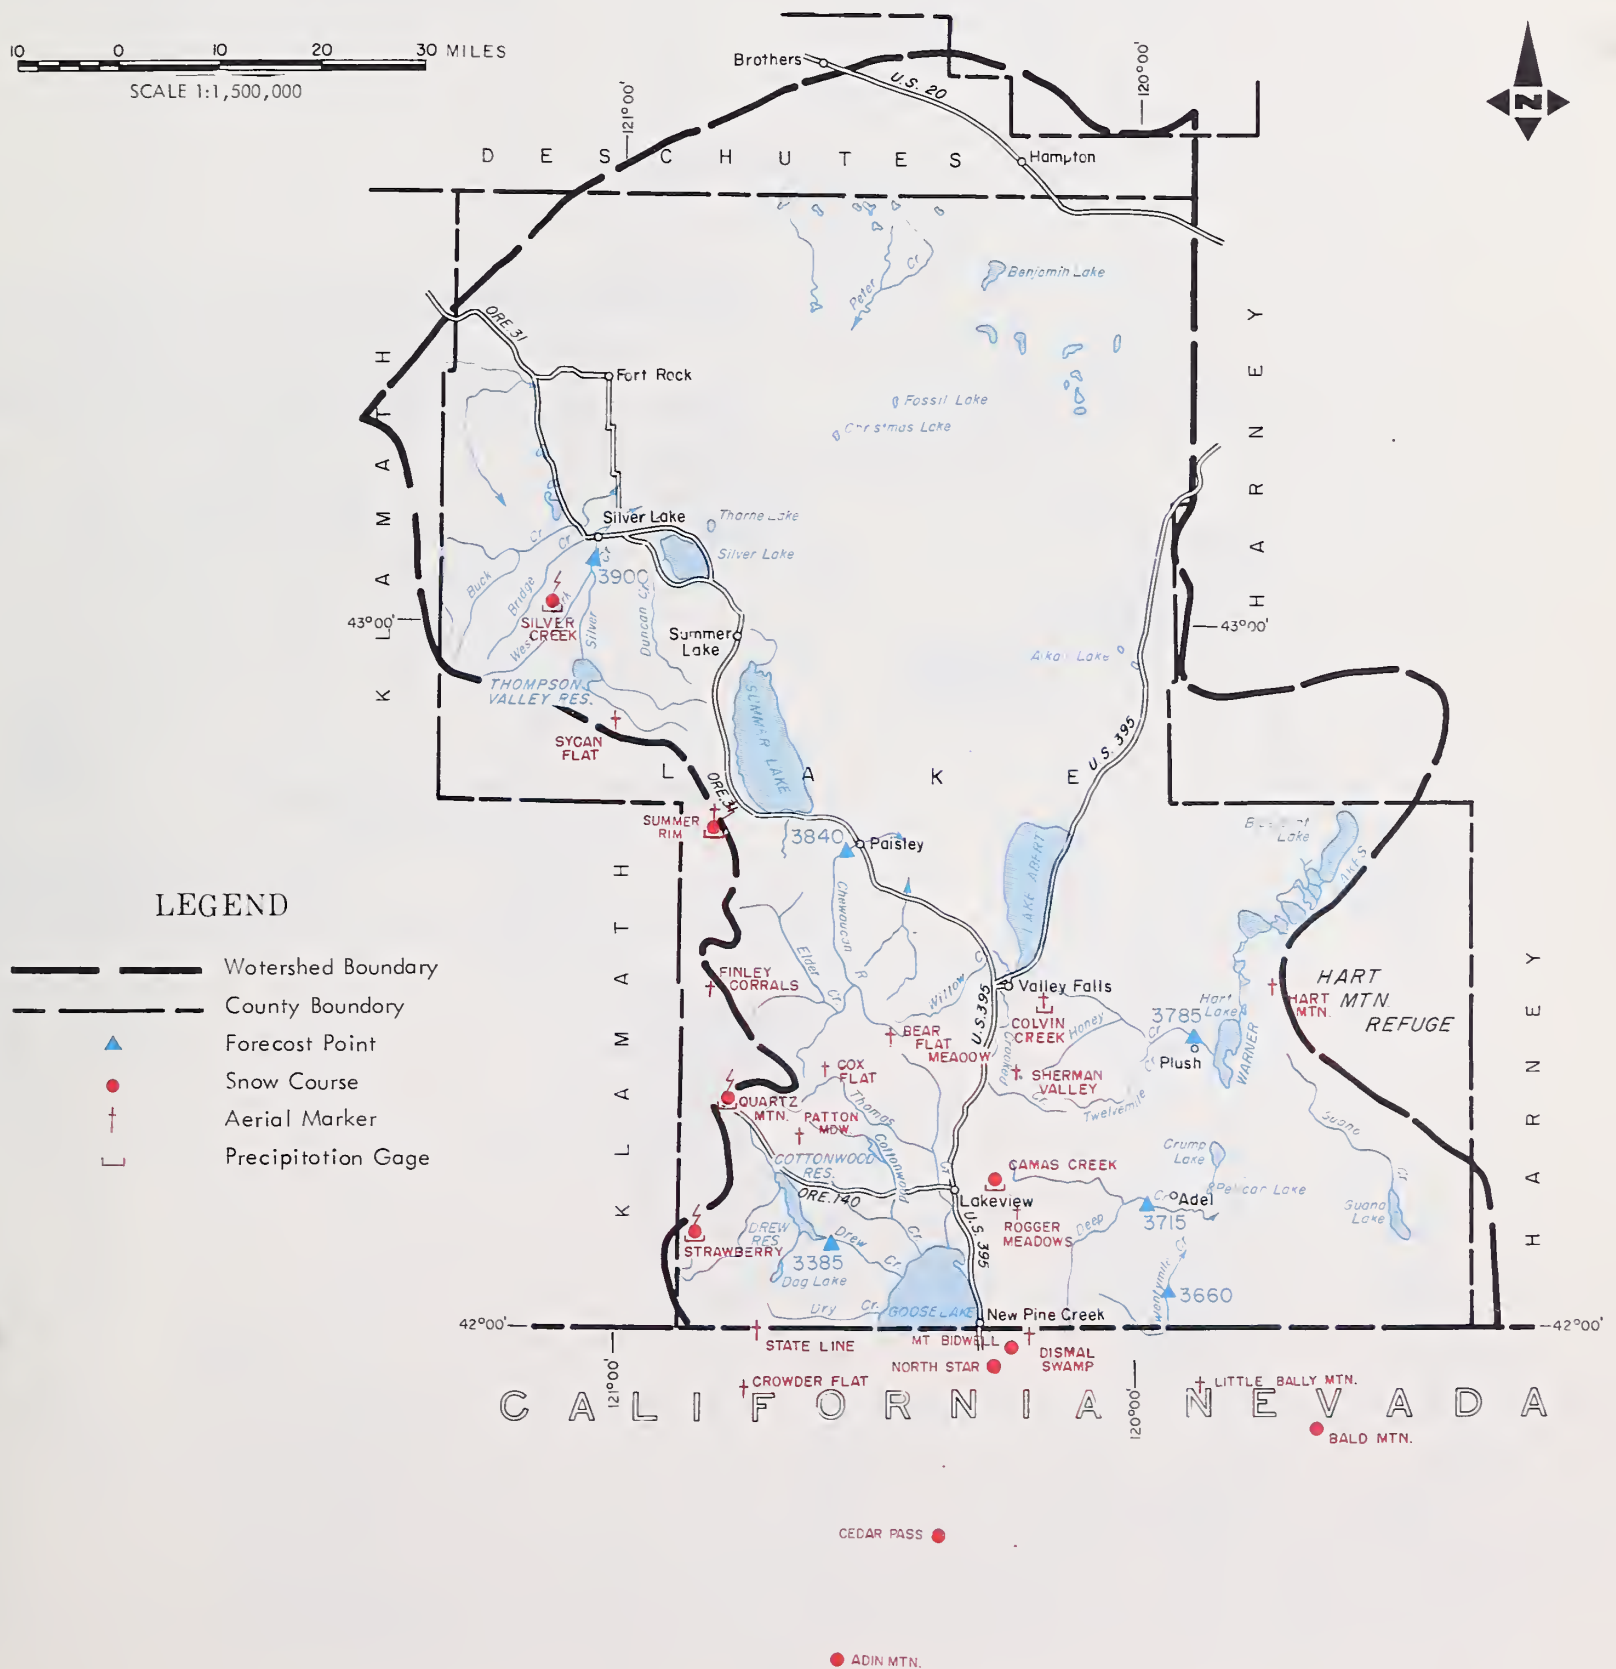 10 0 10 20 30 MILES
SCALE 1:1,500,000
Brothers
U.S. 20
120°00'
121°00'
N
D E S C H U T E S
Hampton
Peter Cr
Benjamin Lake
ORE. 31
Fort Rock
Fossil Lake
K L A M A T H
H A R N E Y
Silver Lake
Thorne Lake
Silver Lake
Buck Cr
Bridge Cr
3900
SILVER
CREEK
Silver
Duncan Cr
43°00'
43°00'
Summer
Lake
THOMPSON
VALLEY RES.
SYCAN
FLAT
SUMMER LAKE
L A K E
U.S. 395
ORE. 31
SUMMER
RIM
3840
Paisley
Lake
LAKE ABERT
LEGEND
Watershed Boundary
County Boundary
Forecost Point
Snow Course
Aerial Marker
Precipitation Gage
K L A M A T H
Chewaucan R
Elder Cr.
FINLEY
CORRALS
Willow C
Valley Falls
COLVIN
CREEK
Honey Cr
U.S.395
Crooked
3785
Plush
Hart
Lake
WARNER
HART
MTN.
HART
MTN.
REFUGE
H A R N E Y
BEAR
FLAT
MEADOW
COX
FLAT
SHERMAN
VALLEY
Cr. Twelvemile
QUARTZ
MTN.
PATTON
MDW.
Thomas
Cottonwood
COTTONWOOD
RES.
CAMAS CREEK
Crump
Lake
Pelican Lake
Guano Cr
Guano
Lake
ORE. 140
Lakeview
ROGGER
MEADOWS
Deep
Cr
Adel
3715
STRAWBERRY
DREW
RES
Drew Cr.
3385
Dog Lake
Cr.
U.S. 395
Cr
3660
Dry Cr.
GOOSE LAKE
New Pine Creek
42°00'
42°00'
STATE LINE
MT BIDWELL
DISMAL
SWAMP
NORTH STAR
CROWDER FLAT
121°00'
120°00'
LITTLE BALLY MTN.
C A L I F O R N I A N E V A D A
BALD MTN.
CEDAR PASS
ADIN MTN.